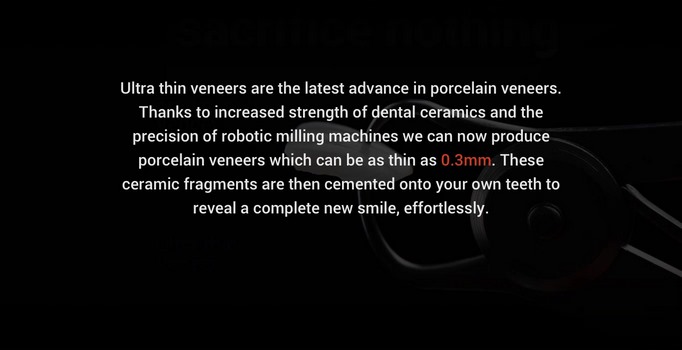 sacrifice nothing
Ultra thin veneers are the latest advance in porcelain veneers.
Thanks to increased strength of dental ceramics and the
precision of robotic milling machines we can now produce
porcelain veneers which can be as thin as 0.3mm. These
ceramic fragments are then cemented onto your own teeth to
reveal a complete new smile, effortlessly.